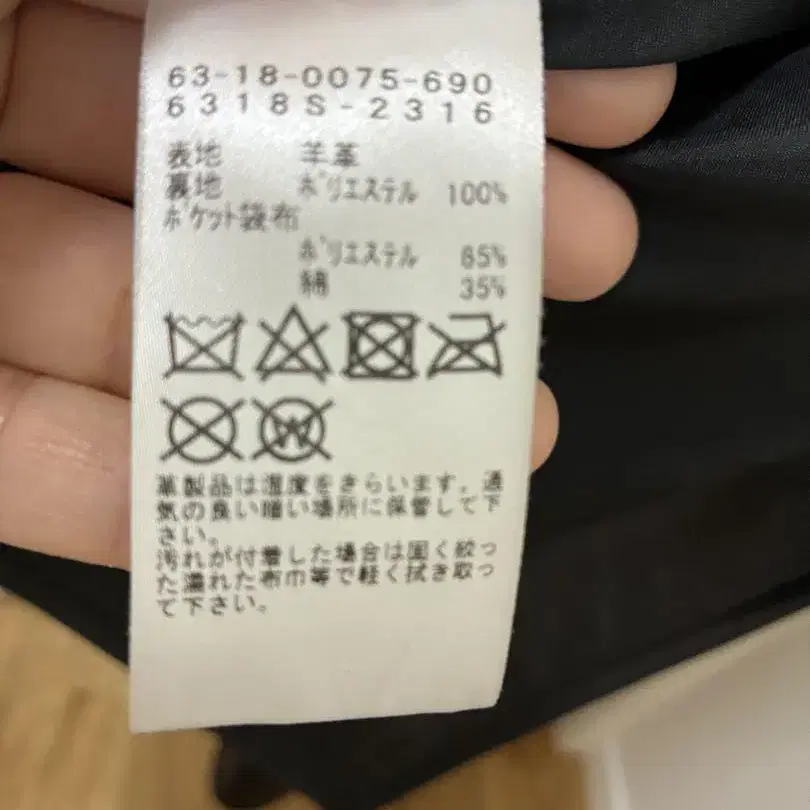 63-18-0075-690
6318S-2316
表地 羊革
裏地 ポリエステル 100%
ポケット袋布
ポリエステル 65%
綿 35%
W
革製品は湿度をきらいます。通
気の良い暗い場所に保管して下
さい。
汚れが付着した場合は固く絞っ
た濡れた布巾等で軽く拭き取っ
て下さい。